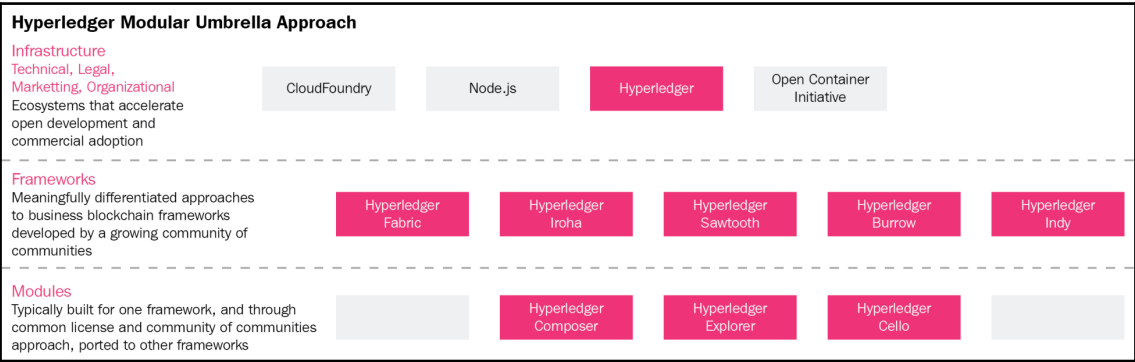 Hyperledger Modular Umbrella Approach
Infrastructure
Technical, Legal,
Marketting, Organizational
Ecosystems that accelerate
open development and
commercial adoption
CloudFoundry
Node.js
Hyperledger
Open Container
Initiative
Frameworks
Meaningfully differentiated approaches
to business blockchain frameworks
developed by a growing community of
communities
Hyperledger
Fabric
Hyperledger
Iroha
Hyperledger
Sawtooth
Hyperledger
Burrow
Hyperledger
Indy
Modules
Typically built for one framework, and through
common license and community of communities
approach, ported to other frameworks
Hyperledger
Composer
Hyperledger
Explorer
Hyperledger
Cello